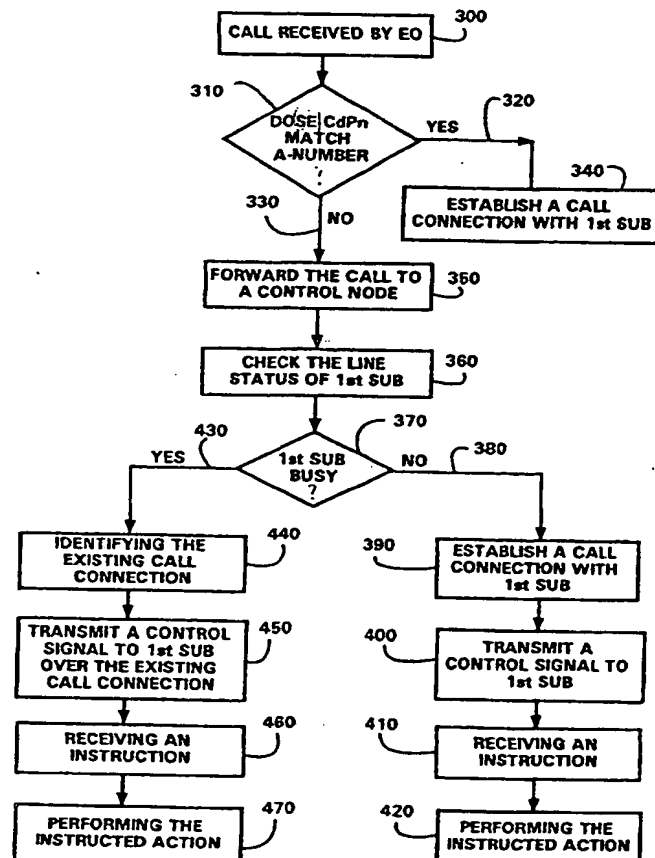 CALL RECEIVED BY EO
300
310
DOSE CdPn
MATCH
A-NUMBER
?
YES
320
340
ESTABLISH A CALL
CONNECTION WITH 1st SUB
330
NO
FORWARD THE CALL TO
A CONTROL NODE
350
CHECK THE LINE
STATUS OF 1st SUB
360
430
YES
370
1st SUB
BUSY
?
NO
380
IDENTIFYING THE
EXISTING CALL
CONNECTION
440
390
ESTABLISH A CALL
CONNECTION WITH
1st SUB
TRANSMIT A CONTROL
SIGNAL TO 1st SUB
OVER THE EXISTING
CALL CONNECTION
450
400
TRANSMIT A
CONTROL SIGNAL TO
1st SUB
RECEIVING AN
INSTRUCTION
460
410
RECEIVING AN
INSTRUCTION
PERFORMING THE
INSTRUCTED ACTION
470
420
PERFORMING THE
INSTRUCTED ACTION